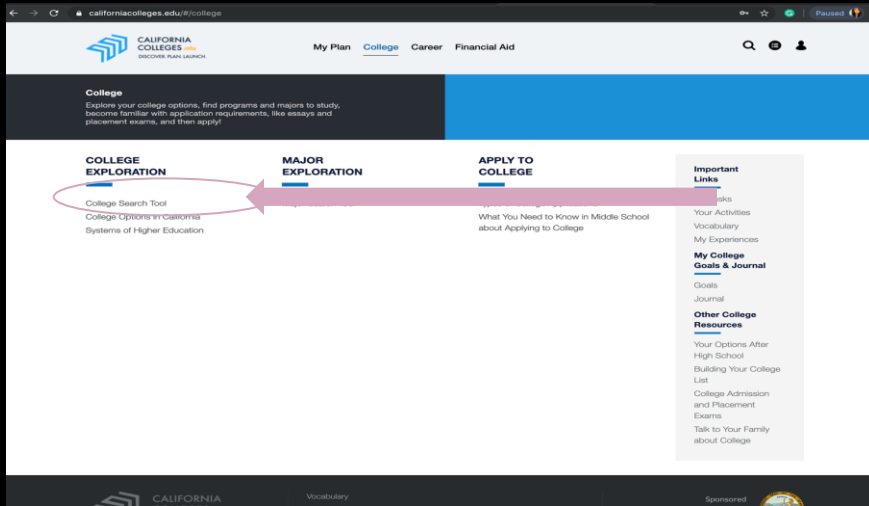 californiacolleges.edu/#/college
Paused
CALIFORNIA
COLLEGES.edu
DISCOVER. PLAN. LAUNCH.
My Plan College Career Financial Aid
College
Explore your college options, find programs and majors to study,
become familiar with application requirements, like essays and
placement exams, and then apply!
COLLEGE
EXPLORATION
College Search Tool
College Options in California
Systems of Higher Education
MAJOR
EXPLORATION
APPLY TO
COLLEGE
What You Need to Know in Middle School
about Applying to College
Important
Links
Your Activities
Vocabulary
My Experiences
My College
Goals & Journal
Goals
Journal
Other College
Resources
Your Options After
High School
Building Your College
List
College Admission
and Placement
Exams
Talk to Your Family
about College
CALIFORNIA
Vocabulary
Sponsored